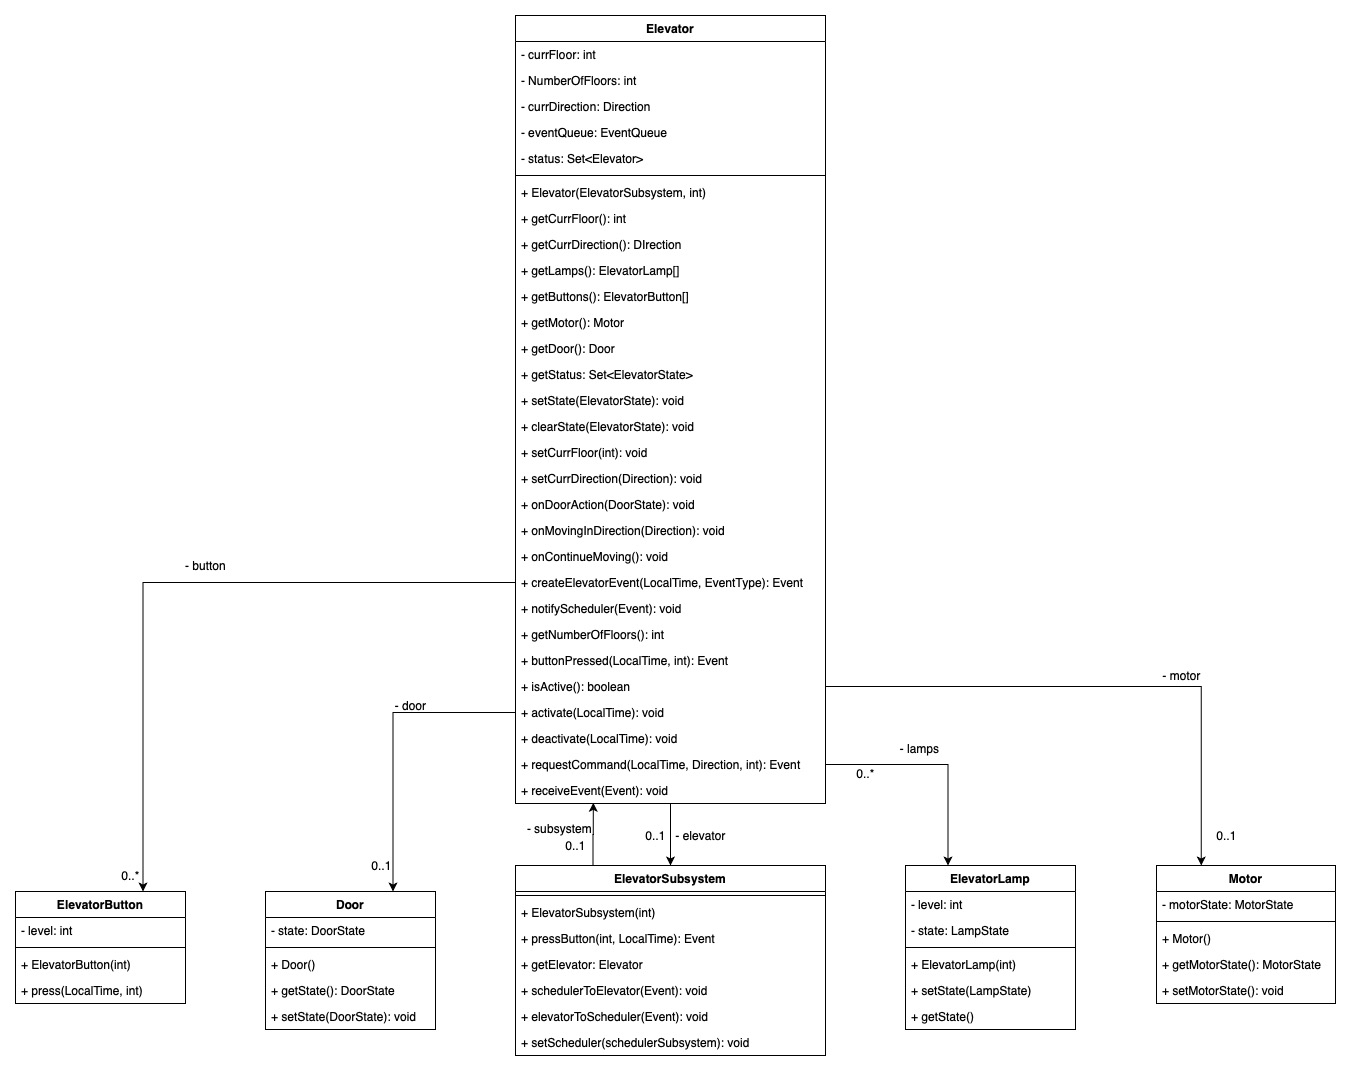 Elevator
- currFloor: int
- NumberOfFloors: int
- currDirection: Direction
- eventQueue: EventQueue
- status: Set<Elevator>
+ Elevator(ElevatorSubsystem, int)
+ getCurrFloor(): int
+ getCurrDirection(): DIrection
+ getLamps(): ElevatorLamp[]
+ getButtons(): ElevatorButton[]
+ getMotor(): Motor
+ getDoor(): Door
+ getStatus: Set<ElevatorState>
+ setState(ElevatorState): void
+ clearState(ElevatorState): void
+ setCurrFloor(int): void
+ setCurrDirection(Direction): void
+ onDoorAction(DoorState): void
+ onMovingInDirection(Direction): void
+ onContinueMoving(): void
+ createElevatorEvent(LocalTime, EventType): Event
+ notifyScheduler(Event): void
+ getNumberOfFloors(): int
+ buttonPressed(LocalTime, int): Event
+ isActive(): boolean
+ activate(LocalTime): void
+ deactivate(LocalTime): void
+ requestCommand(LocalTime, Direction, int): Event
+ receiveEvent(Event): void
- button
0..*
- door
0..1
- subsystem
0..1
0..1
- elevator
- lamps
0..*
- motor
0..1
ElevatorButton
- level: int
+ ElevatorButton(int)
+ press(LocalTime, int)
Door
- state: DoorState
+ Door()
+ getState(): DoorState
+ setState(DoorState): void
ElevatorSubsystem
+ ElevatorSubsystem(int)
+ pressButton(int, LocalTime): Event
+ getElevator: Elevator
+ schedulerToElevator(Event): void
+ elevatorToScheduler(Event): void
+ setScheduler(schedulerSubsystem): void
ElevatorLamp
- level: int
- state: LampState
+ ElevatorLamp(int)
+ setState(LampState)
+ getState()
Motor
- motorState: MotorState
+ Motor()
+ getMotorState(): MotorState
+ setMotorState(): void